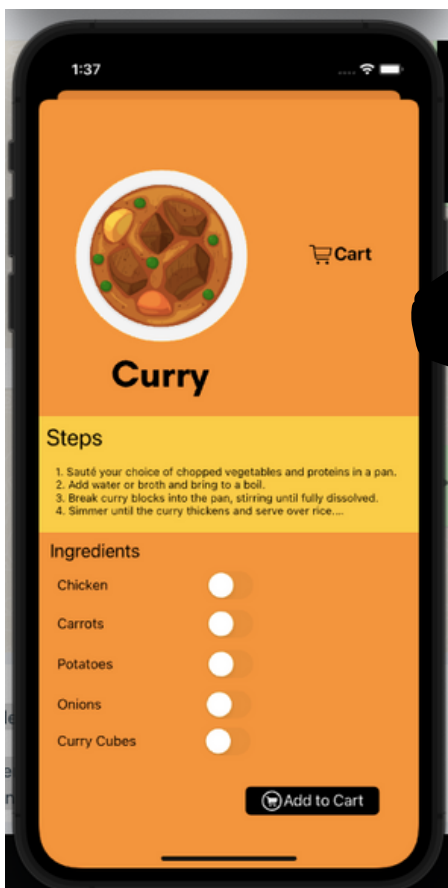 1:37
Cart
Curry
Steps
1. Sauté your choice of chopped vegetables and proteins in a pan.
2. Add water or broth and bring to a boil.
3. Break curry blocks into the pan, stirring until fully dissolved.
4. Simmer until the curry thickens and serve over rice....
Ingredients
Chicken
Carrots
Potatoes
Onions
Curry Cubes
Add to Cart